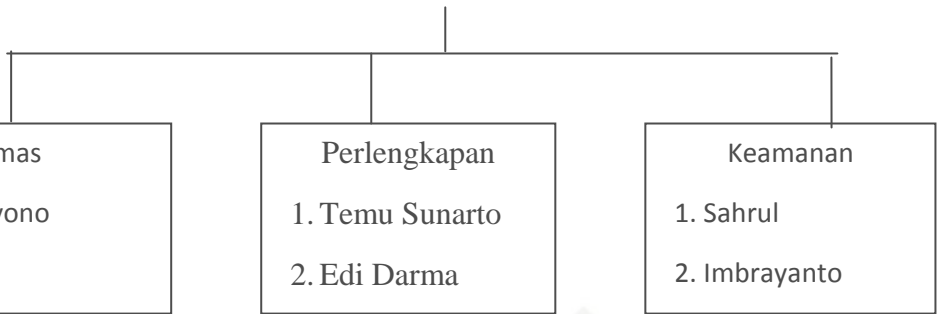 mas
yono
Perlengkapan
1. Temu Sunarto
2. Edi Darma
Keamanan
1. Sahrul
2. Imbrayanto